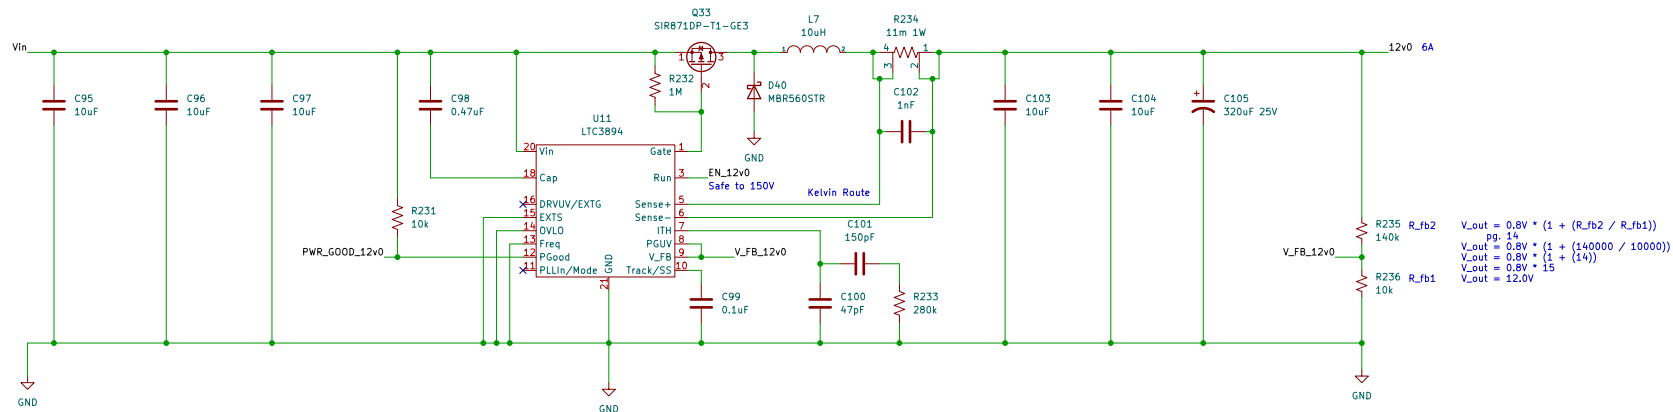 Q33
SIR871DP-T1-GE3
L7
10uH
R234
11m 1W
Vin
1
3
2
1
2
4
1
3
2
12v0 6A
C95
10uF
C96
10uF
C97
10uF
C98
0.47uF
R232
1M
D40
MBR560STR
GND
C102
1nF
C103
10uF
C104
10uF
C105
320uF 25V
U11
LTC3894
20 Vin
Gate 1
18 Cap
Run 3
EN_12v0
Safe to 150V
Kelvin Route
16 DRVUV/EXTG
Sense+ 5
15 EXTS
Sense- 6
14 OVLO
ITH 7
13 Freq
PGUV 8
12 PGood
V_FB 9
11 PLLIn/Mode
Track/SS 10
GND
21
R231
10k
PWR_GOOD_12v0
V_FB_12v0
C101
150pF
C99
0.1uF
C100
47pF
R233
280k
R235
140k
R_fb2
V_FB_12v0
R236
10k
R_fb1
V_out = 0.8V * (1 + (R_fb2 / R_fb1))
pg. 14
V_out = 0.8V * (1 + (140000 / 10000))
V_out = 0.8V * (1 + (14))
V_out = 0.8V * 15
V_out = 12.0V
GND
GND
GND